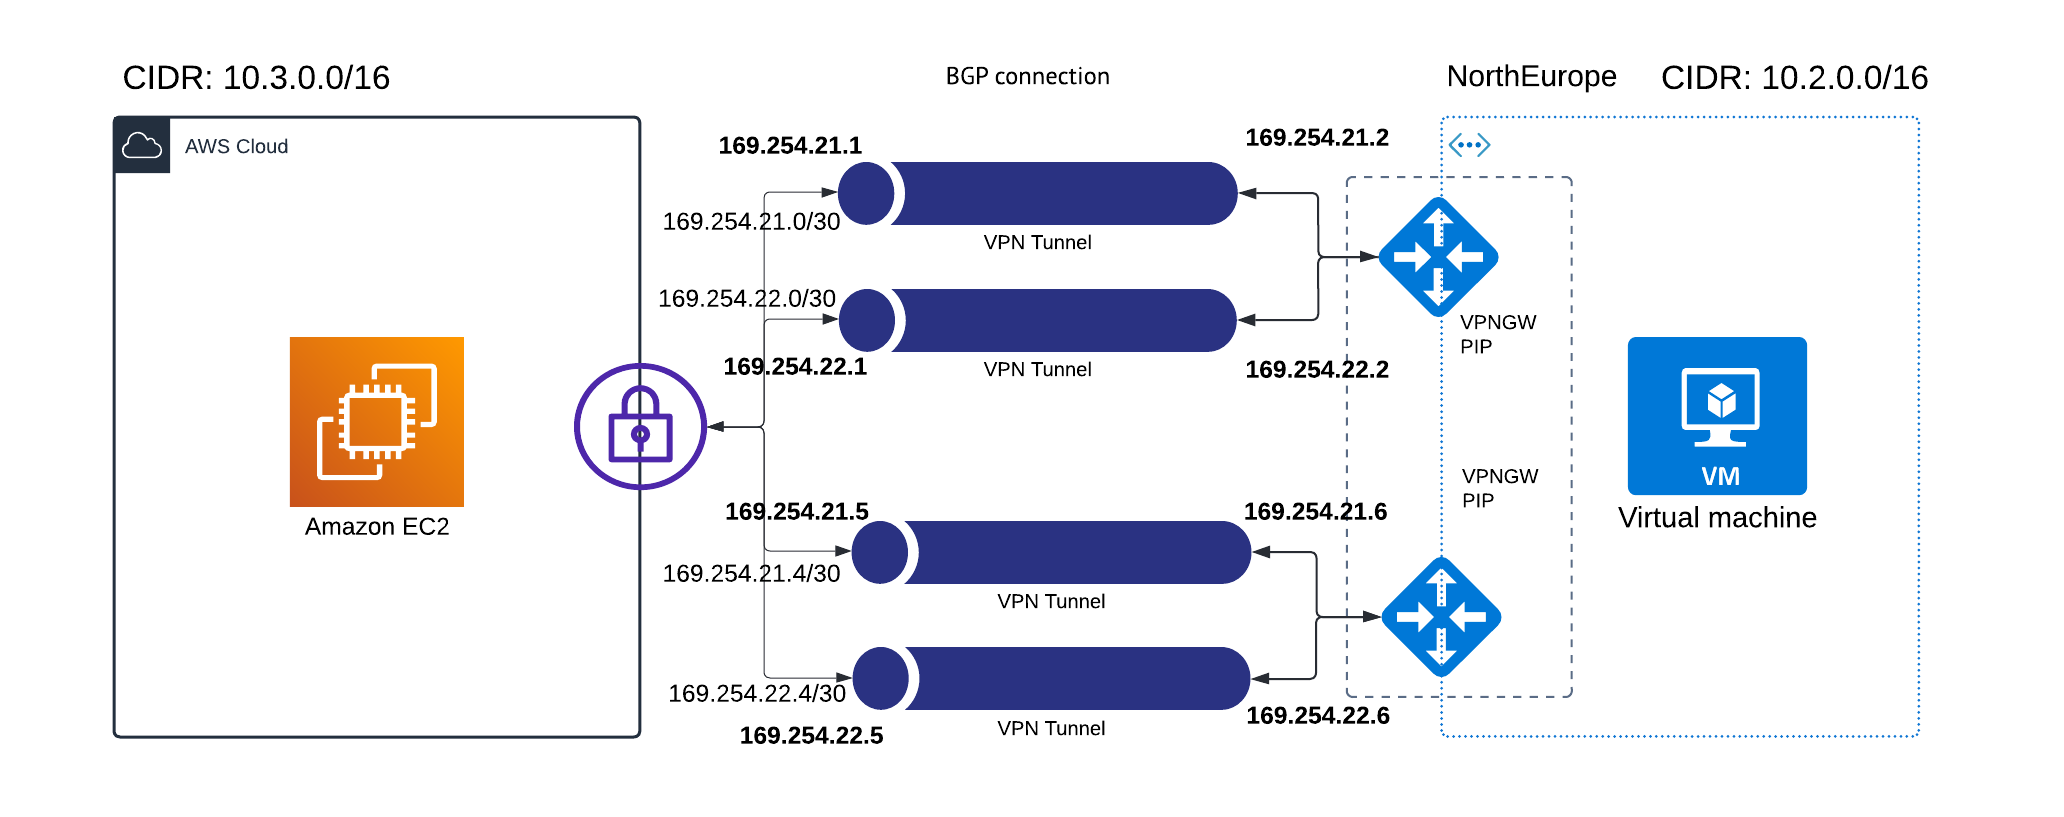 CIDR: 10.3.0.0/16
BGP connection
NorthEurope
CIDR: 10.2.0.0/16
AWS Cloud
169.254.21.1
169.254.21.2
169.254.21.0/30
VPN Tunnel
169.254.22.0/30
169.254.22.1
VPN Tunnel
169.254.22.2
VPNGW
PIP
Amazon EC2
VPNGW
PIP
VM
Virtual machine
169.254.21.5
169.254.21.6
169.254.21.4/30
VPN Tunnel
169.254.22.4/30
169.254.22.5
VPN Tunnel
169.254.22.6